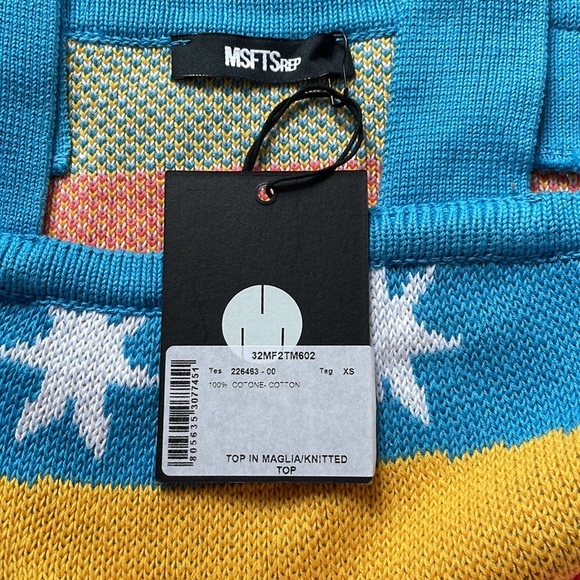 MSFTSREP
32MF2TM602
Tes 226463 - 00 Tag XS
100% COTONE- COTTON
8056353077451
TOP IN MAGLIA/KNITTED
TOP